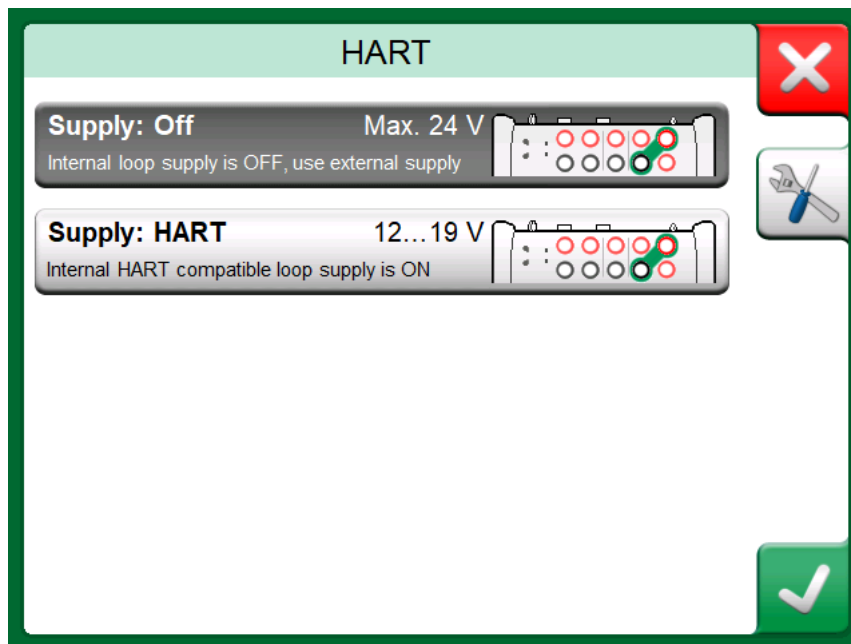 HART
Supply: Off Max. 24 V
Internal loop supply is OFF, use external supply
Supply: HART 12...19 V
Internal HART compatible loop supply is ON